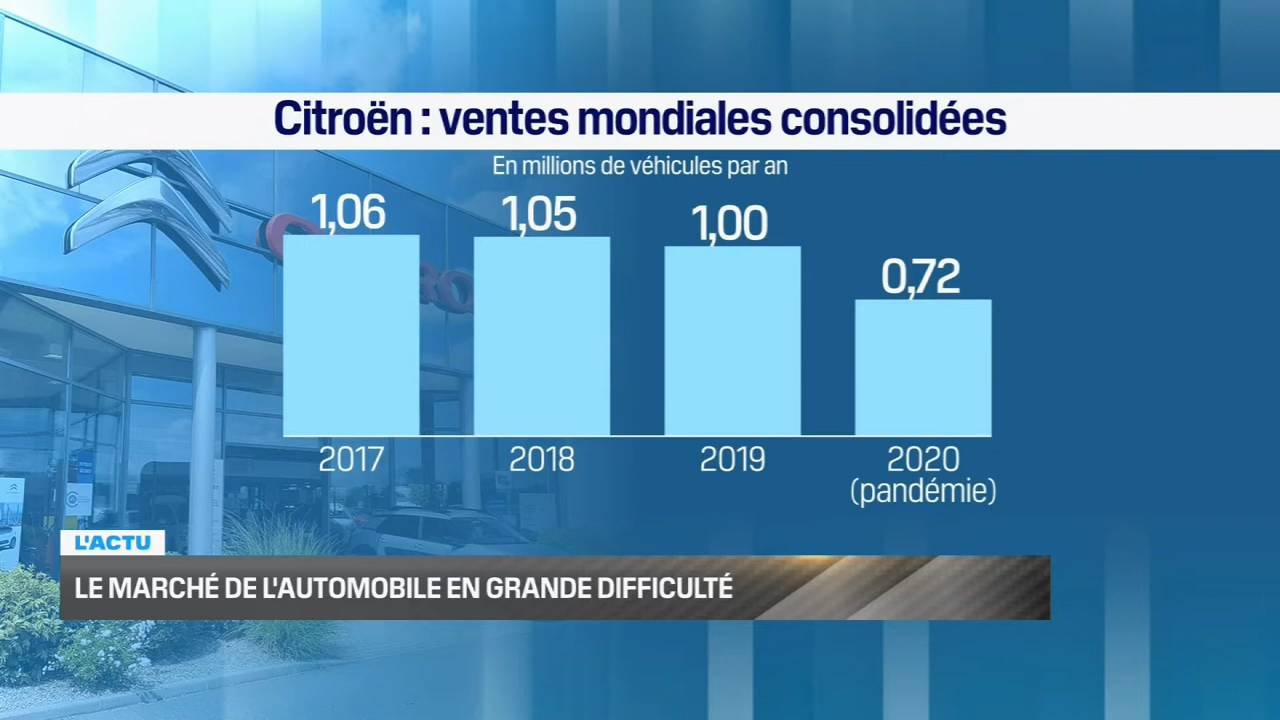 Citroën : ventes mondiales consolidées
En millions de véhicules par an
1,06
1,05
1,00
0,72
2017
2018
2019
2020
(pandémie)
L'ACTU
LE MARCHÉ DE L'AUTOMOBILE EN GRANDE DIFFICULTÉ